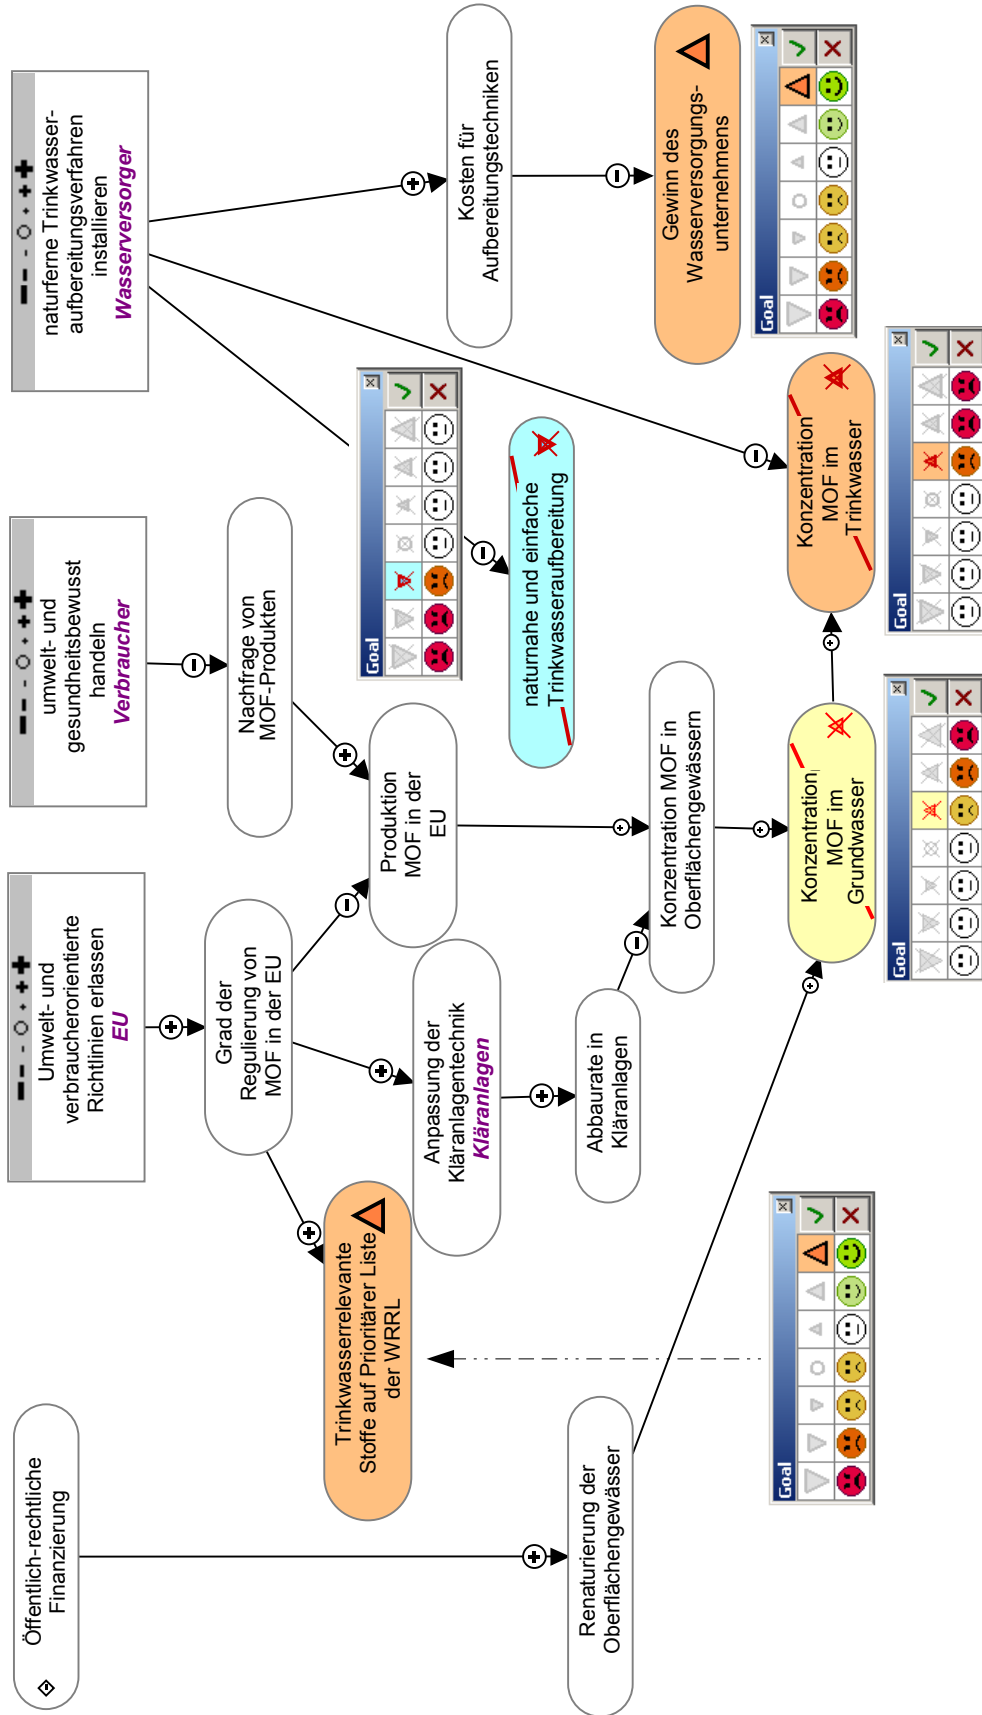 Öffentlich-rechtliche
Finanzierung
Umwelt- und
verbraucherorientierte
Richtlinien erlassen
EU
umwelt- und
gesundheitsbewusst
handeln
Verbraucher
naturferne Trinkwasser-
aufbereitungsverfahren
installieren
Wasserversorger
Grad der
Regulierung von
MOF in der EU
Nachfrage von
MOF-Produkten
Trinkwasserrelevante
Stoffe auf Prioritärer Liste
der WRRL
Anpassung der
Kläranlagentechnik
Kläranlagen
Produktion
MOF in der
EU
Goal
naturnahe und einfache
Trinkwasseraufbereitung
Kosten für
Aufbereitungstechniken
Renaturierung der
Oberflächengewässer
Abbaurate in
Kläranlagen
Konzentration MOF in
Oberflächengewässern
Gewinn des
Wasserversorgungs-
unternehmens
Goal
Goal
Konzentration
MOF im
Grundwasser
Konzentration
MOF im
Trinkwasser
Goal
Goal